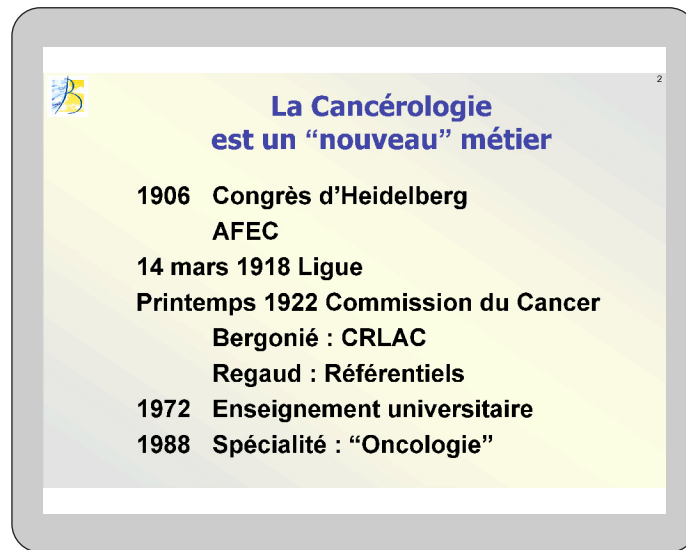 2
La Cancérologie
est un “nouveau” métier
1906 Congrès d’Heidelberg
AFEC
14 mars 1918 Ligue
Printemps 1922 Commission du Cancer
Bergonié : CRLAC
Regaud : Référentiels
1972 Enseignement universitaire
1988 Spécialité : “Oncologie”